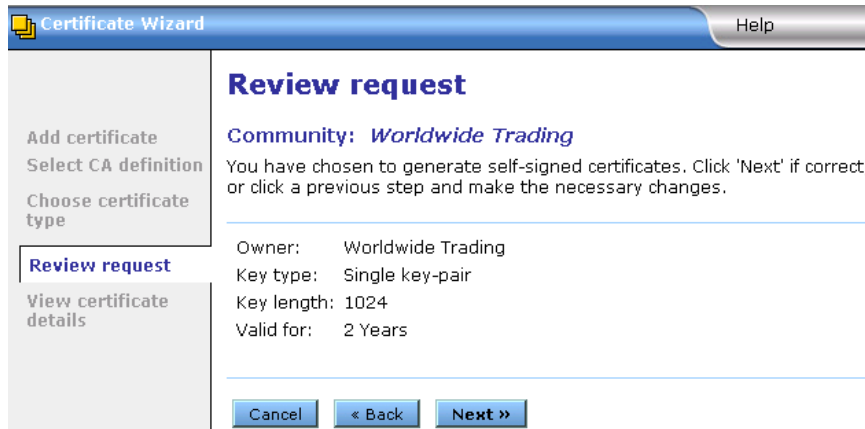 Certificate Wizard
Help
Add certificate
Select CA definition
Choose certificate
type
Review request
View certificate
details
Review request
Community: Worldwide Trading
You have chosen to generate self-signed certificates. Click 'Next' if correct
or click a previous step and make the necessary changes.
Owner: Worldwide Trading
Key type: Single key-pair
Key length: 1024
Valid for: 2 Years
Cancel
« Back
Next »